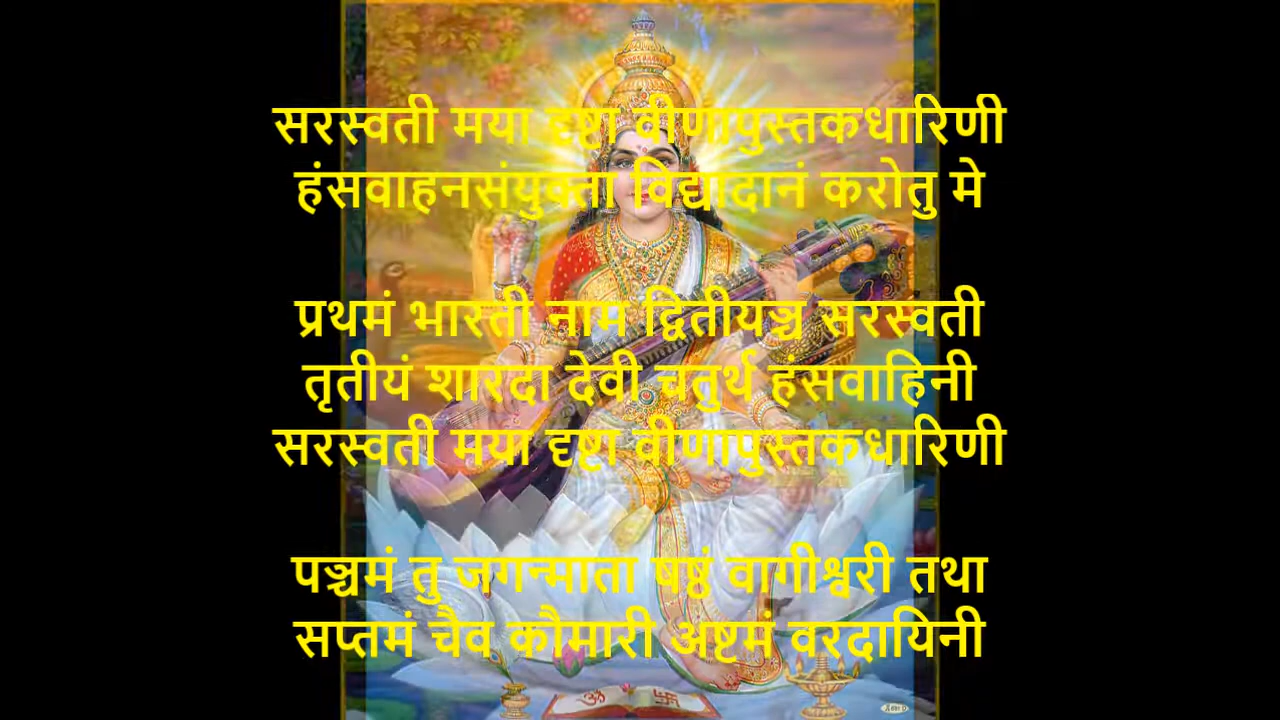 सरस्वती मया दृष्टा वीणापुस्तकधारिणी
हंसवाहनसंयुक्ता विद्यादानं करोतु मे
प्रथमं भारती नाम द्वितीयञ्च सरस्वती
तृतीयं शारदा देवी चतुर्थ हंसवाहिनी
सरस्वती मया दृष्टा वीणापुस्तकधारिणी
पञ्चमं तु जगन्माता षष्ठं वागीश्वरी तथा
सप्तमं चैव कौमारी अष्टमं वरदायिनी
ॐ